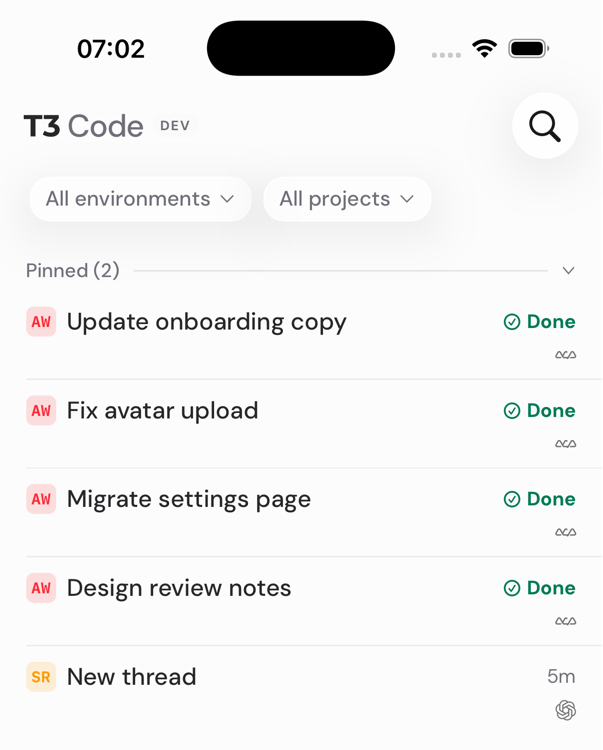 07:02
T3 Code DEV
All environments All projects
Pinned (2)
AW Update onboarding copy Done
AW Fix avatar upload Done
AW Migrate settings page Done
AW Design review notes Done
SR New thread 5m